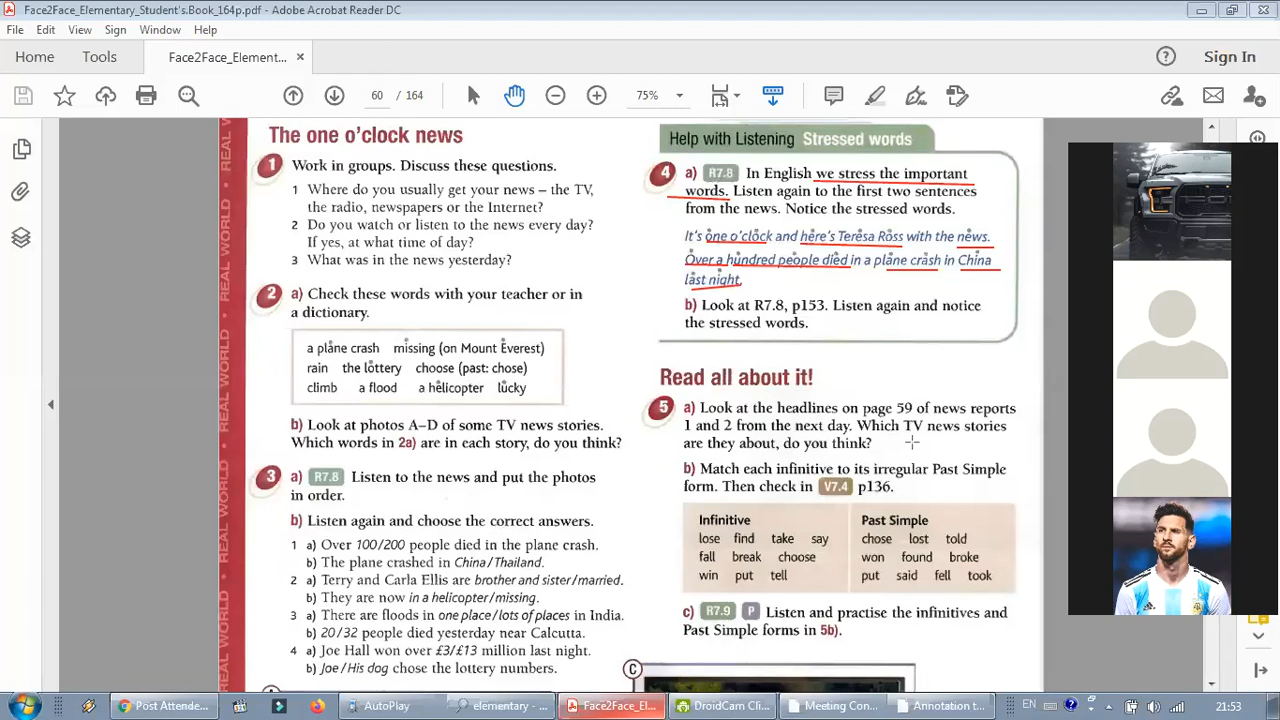 Face2Face_Elementary_Student's.Book_164p.pdf - Adobe Acrobat Reader DC
File Edit View Sign Window Help
Home Tools Face2Face_Element... × Sign In
60 / 164 75%
The one o'clock news
1 Work in groups. Discuss these questions.
1 Where do you usually get your news – the TV,
the radio, newspapers or the Internet?
2 Do you watch or listen to the news every day?
If yes, at what time of day?
3 What was in the news yesterday?
2 a) Check these words with your teacher or in
a dictionary.
a plane crash missing (on Mount Everest)
rain the lottery choose (past: chose)
climb a flood a helicopter lucky
b) Look at photos A–D of some TV news stories.
Which words in 2a) are in each story, do you think?
3 a) R7.8 Listen to the news and put the photos
in order.
b) Listen again and choose the correct answers.
1 a) Over 100/200 people died in the plane crash.
b) The plane crashed in China/Thailand.
2 a) Terry and Carla Ellis are brother and sister/married.
b) They are now in a helicopter/missing.
3 a) There are floods in one place/lots of places in India.
20/32 people died yesterday near Calcutta.
4 a) Joe Hall won over £3/£13 million last night.
b) Joe/His dad chose the lottery numbers.
REAL WORLD • REAL WORLD • REAL WORLD • REAL
Help with Listening Stressed words
4 a) R7.8 In English we stress the important
words. Listen again to the first two sentences
from the news. Notice the stressed words.
It's one o'clock and here's Teresa Ross with the news.
Over a hundred people died in a plane crash in China
last night.
b) Look at R7.8, p153. Listen again and notice
the stressed words.
Read all about it!
5 a) Look at the headlines on page 59 of news reports
1 and 2 from the next day. Which TV news stories
are they about, do you think?
b) Match each infinitive to its irregular Past Simple
form. Then check in V7.4 p136.
Infinitive Past Simple
lose find take say chose lost told
fall break choose won found broke
win put tell put said fell took
c) R7.9 P Listen and practise the infinitives and
Past Simple forms in 5b).
C
Post Attende... AutoPlay elementary - ... Face2Face_El... DroidCam Cli... Meeting Con... Annotation t... EN 21:53